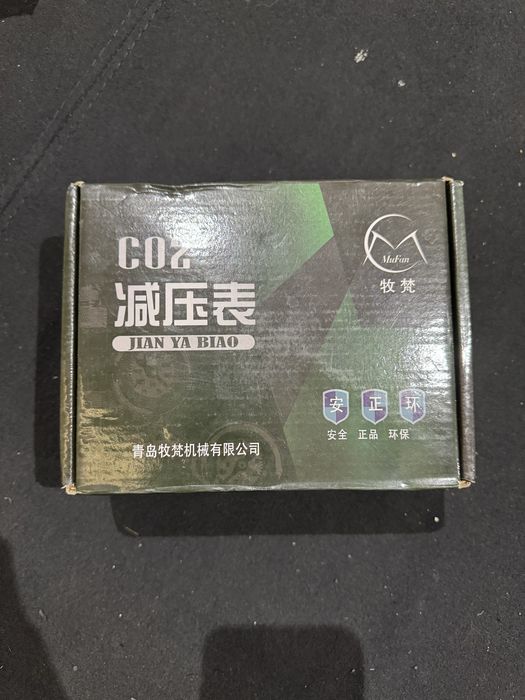 CO2
减压表
JIAN YA BIAO
MuFan
牧梵
安 正 环
安全 正品 环保
青岛牧梵机械有限公司